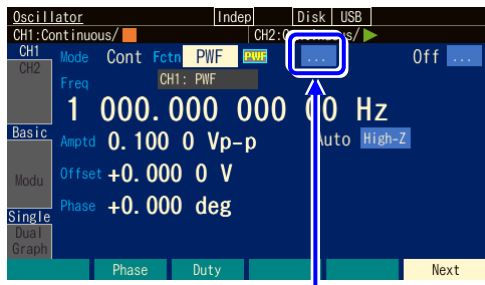 Oscillator Indep Disk USB
CH1:Continuous/ CH2: /
CH1 Mode Cont Fctn PWF PWF ... Off ...
CH2
Freq CH1: PWF
1 000.000 000 00 Hz
Basic Amptd 0.100 0 Vp-p Auto High-Z
Modu Offset +0.000 0 V
Phase +0.000 deg
Single
Dual
Graph
Phase Duty Next